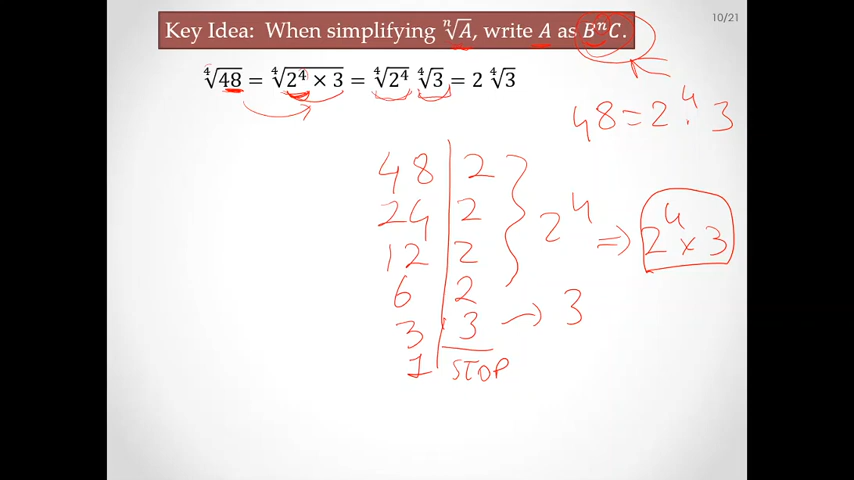 10/21
Key Idea: When simplifying ⁿ√A, write A as BⁿC.
⁴√48 = ⁴√2⁴ × 3 = ⁴√2⁴ ⁴√3 = 2 ⁴√3
48 = 2⁴ · 3
48 | 2
24 | 2
12 | 2
6 | 2
3 | 3
1 STOP
2⁴ ⇒ 2⁴ × 3
→ 3